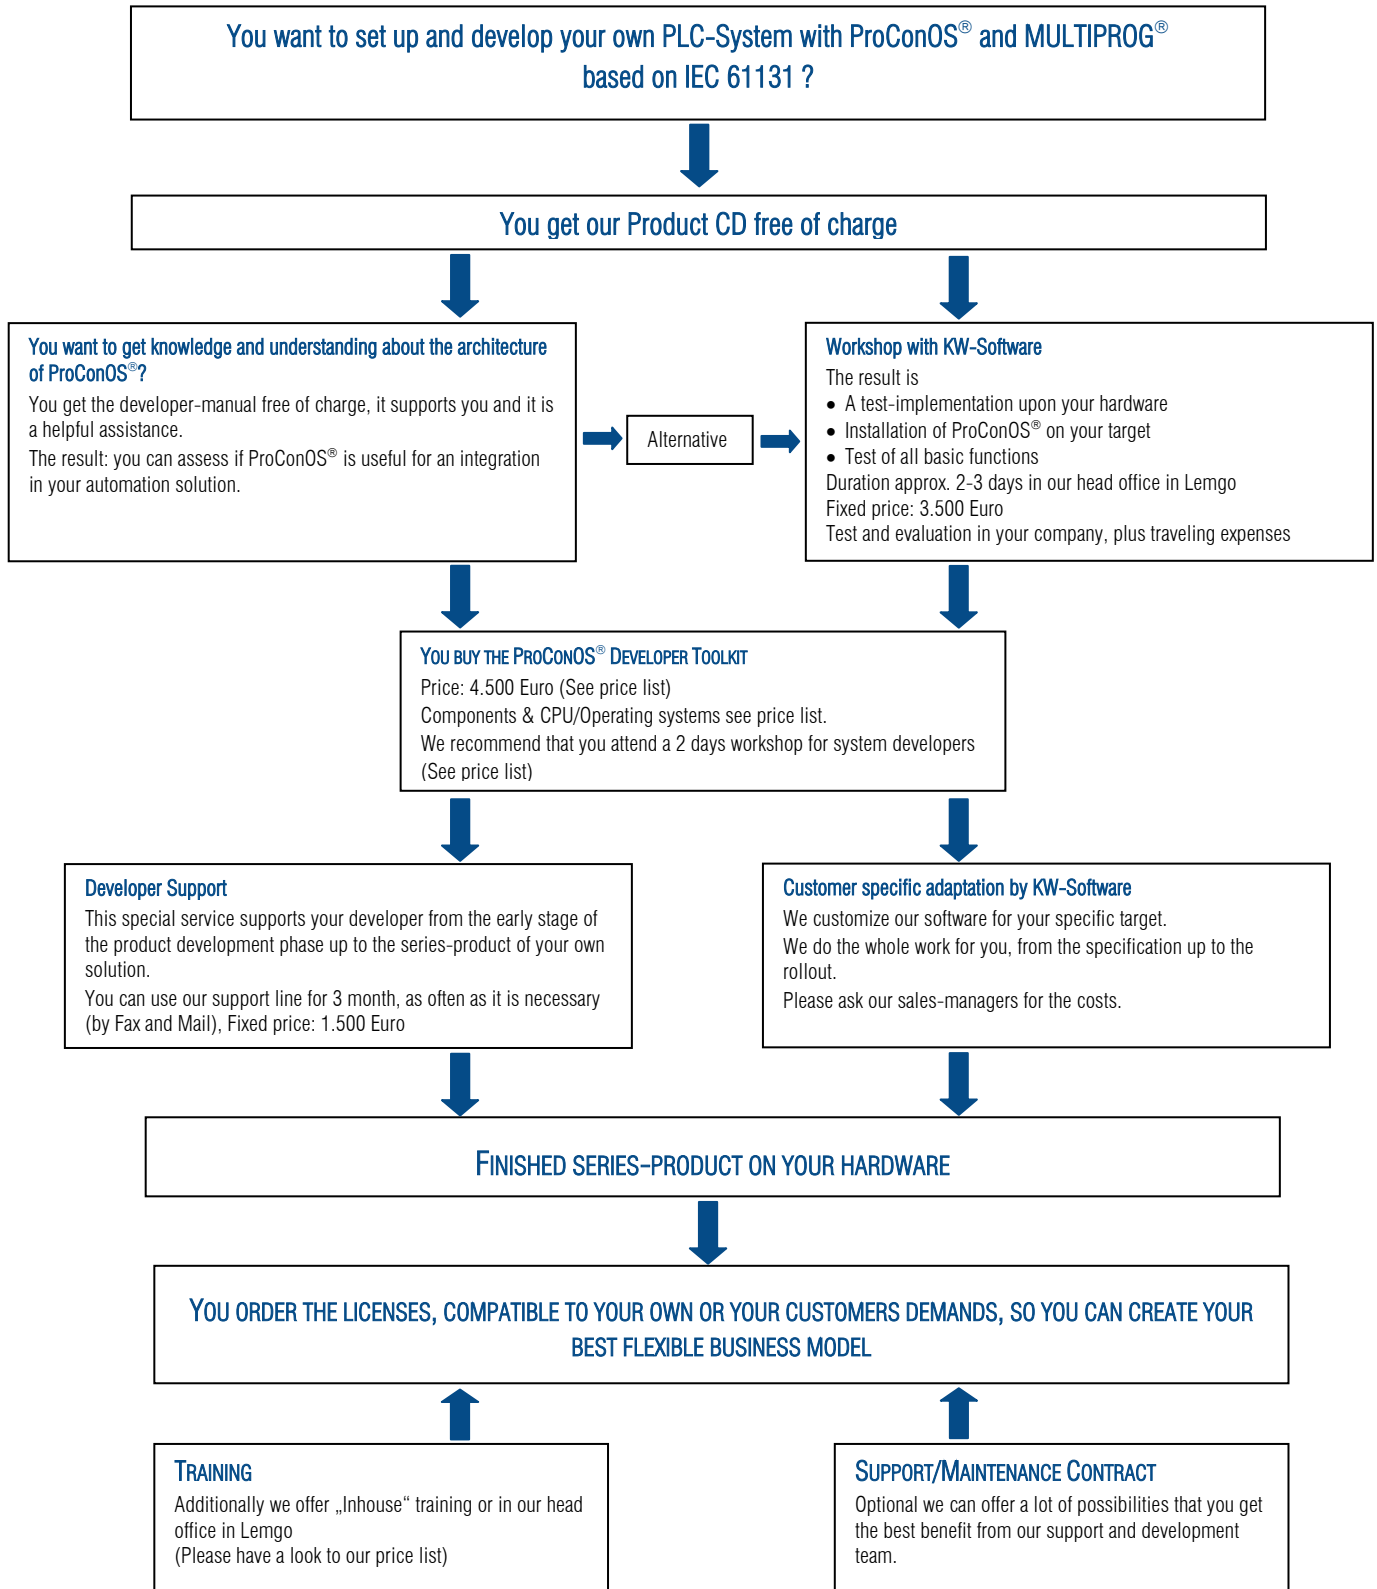 You want to set up and develop your own PLC-System with ProConOS® and MULTIPROG®
based on IEC 61131 ?
You get our Product CD free of charge
You want to get knowledge and understanding about the architecture
of ProConOS®?
You get the developer-manual free of charge, it supports you and it is
a helpful assistance.
The result: you can assess if ProConOS® is useful for an integration
in your automation solution.
Alternative
Workshop with KW-Software
The result is
• A test-implementation upon your hardware
• Installation of ProConOS® on your target
• Test of all basic functions
Duration approx. 2-3 days in our head office in Lemgo
Fixed price: 3.500 Euro
Test and evaluation in your company, plus traveling expenses
YOU BUY THE PROCONOS® DEVELOPER TOOLKIT
Price: 4.500 Euro (See price list)
Components & CPU/Operating systems see price list.
We recommend that you attend a 2 days workshop for system developers
(See price list)
Developer Support
This special service supports your developer from the early stage of
the product development phase up to the series-product of your own
solution.
You can use our support line for 3 month, as often as it is necessary
(by Fax and Mail), Fixed price: 1.500 Euro
Customer specific adaptation by KW-Software
We customize our software for your specific target.
We do the whole work for you, from the specification up to the
rollout.
Please ask our sales-managers for the costs.
FINISHED SERIES-PRODUCT ON YOUR HARDWARE
YOU ORDER THE LICENSES, COMPATIBLE TO YOUR OWN OR YOUR CUSTOMERS DEMANDS, SO YOU CAN CREATE YOUR
BEST FLEXIBLE BUSINESS MODEL
TRAINING
Additionally we offer „Inhouse“ training or in our head
office in Lemgo
(Please have a look to our price list)
SUPPORT/MAINTENANCE CONTRACT
Optional we can offer a lot of possibilities that you get
the best benefit from our support and development
team.